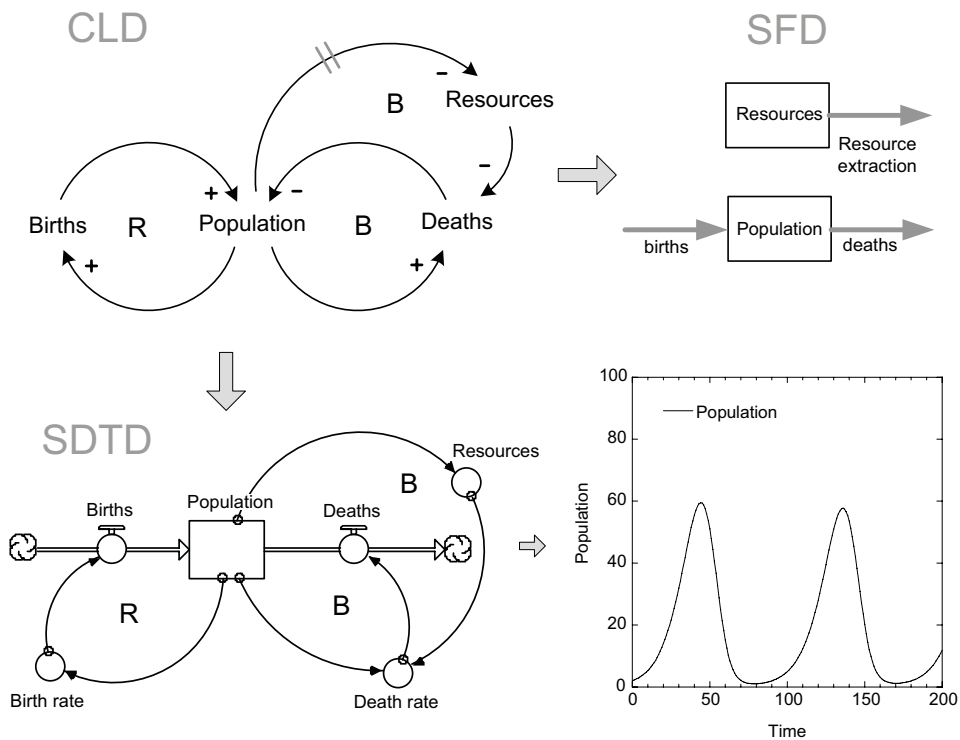 CLD
SFD
B
Resources
Resources
Resource
extraction
Births
R
Population
B
Deaths
births
Population
deaths
+
-
-
-
+
+
SDTD
Resources
B
Births
Population
Deaths
R
B
Birth rate
Death rate
100
80
60
40
20
0
Population
Population
0
50
100
150
200
Time